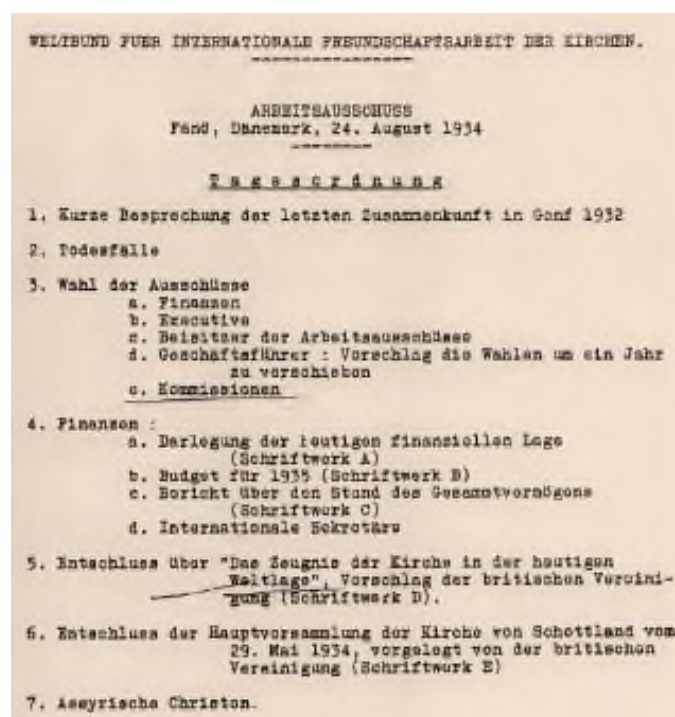 WELTBUND FUER INTERNATIONALE FREUNDSCHAFTSARBEIT DER KIRCHEN.
ARBEITSAUSSCHUSS
Fanö, Dänemark, 24. August 1934
Tagesordnung
1. Kurze Besprechung der letzten Zusammenkunft in Genf 1932
2. Todesfälle
3. Wahl der Ausschüsse
a. Finanzen
b. Executive
c. Beisitzer der Arbeitsausschüsse
d. Geschäftsführer : Vorschlag die Wahlen um ein Jahr
zu verschieben
e. Kommissionen
4. Finanzen :
a. Darlegung der heutigen finanziellen Lage
(Schriftwerk A)
b. Budget für 1935 (Schriftwerk B)
c. Bericht über den Stand des Gesamtvermögens
(Schriftwerk C)
d. Internationale Sekretäre
5. Entschluss über "Das Zeugnis der Kirche in der heutigen
Weltlage", Vorschlag der britischen Vereini-
gung (Schriftwerk D).
6. Entschluss der Hauptversammlung der Kirche von Schottland vom
29. Mai 1934, vorgelegt von der britischen
Vereinigung (Schriftwerk E)
7. Assyrische Christen.